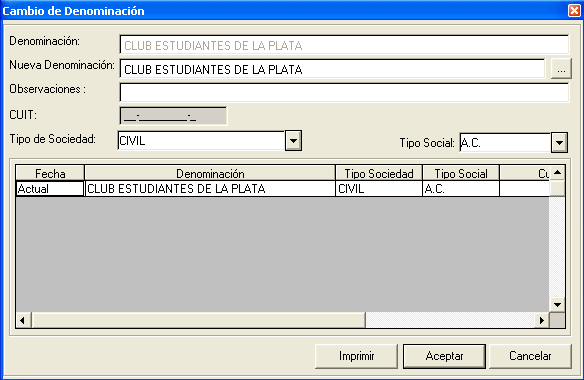 Cambio de Denominación
Denominación: CLUB ESTUDIANTES DE LA PLATA
Nueva Denominación: CLUB ESTUDIANTES DE LA PLATA ...
Observaciones :
CUIT: __-________-_
Tipo de Sociedad: CIVIL Tipo Social: A.C.
Fecha Denominación Tipo Sociedad Tipo Social Cu
Actual CLUB ESTUDIANTES DE LA PLATA CIVIL A.C.
Imprimir Aceptar Cancelar